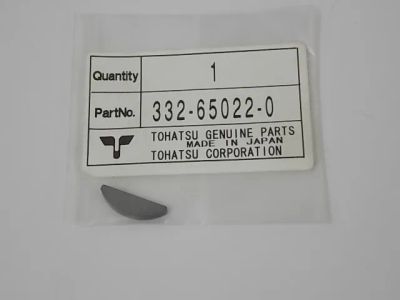 Quantity 1
PartNo. 332-65022-0
TOHATSU GENUINE PARTS
MADE IN JAPAN
TOHATSU CORPORATION